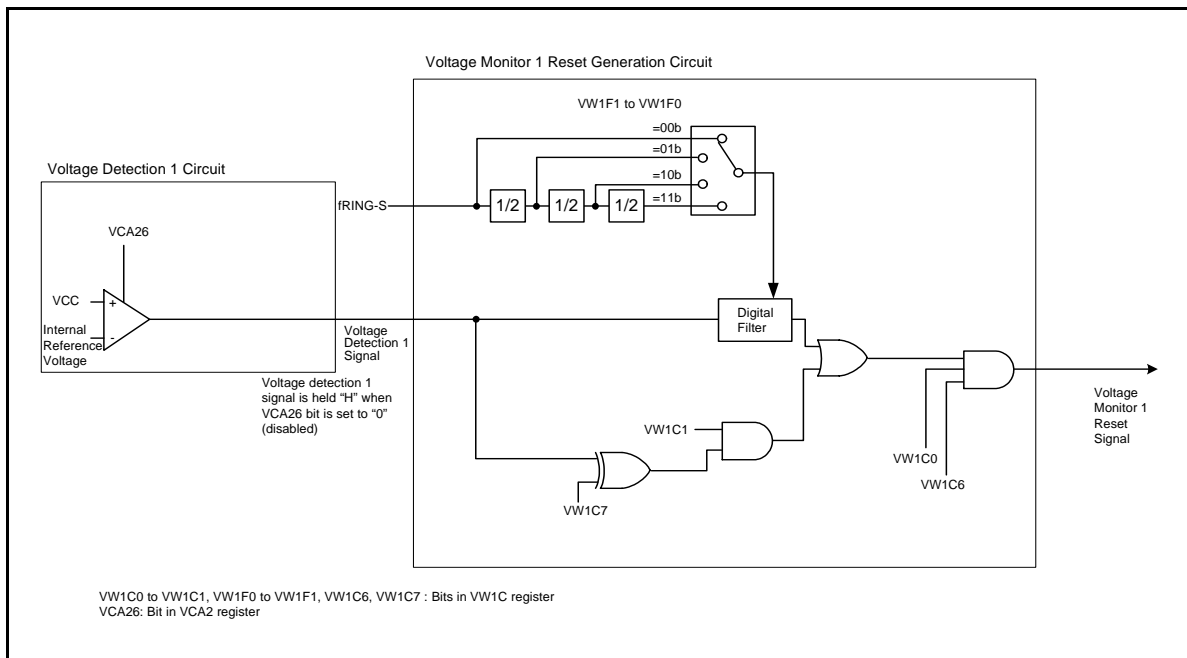 Voltage Monitor 1 Reset Generation Circuit
VW1F1 to VW1F0
=00b
=01b
=10b
=11b
Voltage Detection 1 Circuit
fRING-S
1/2
1/2
1/2
VCA26
VCC
+
Internal
Reference
Voltage
-
Voltage
Detection 1
Signal
Digital
Filter
Voltage detection 1
signal is held “H” when
VCA26 bit is set to “0”
(disabled)
VW1C1
VW1C7
VW1C0
VW1C6
Voltage
Monitor 1
Reset
Signal
VW1C0 to VW1C1, VW1F0 to VW1F1, VW1C6, VW1C7 : Bits in VW1C register
VCA26: Bit in VCA2 register